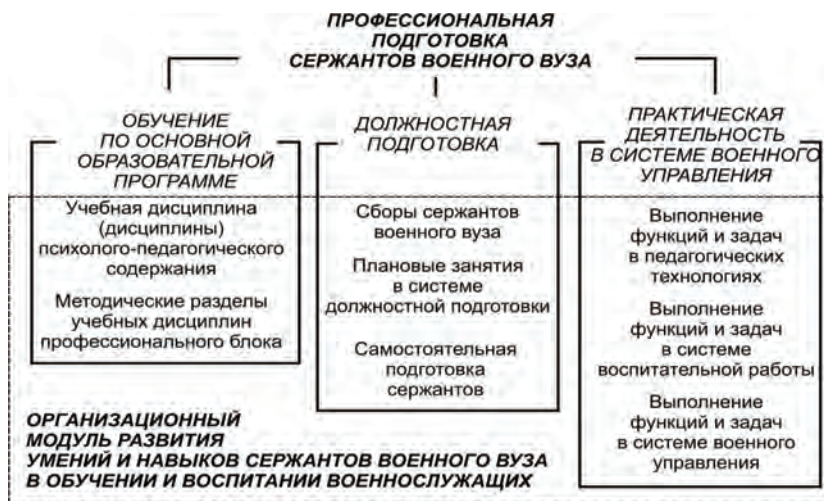 ПРОФЕССИОНАЛЬНАЯ
ПОДГОТОВКА
СЕРЖАНТОВ ВОЕННОГО ВУЗА
ОБУЧЕНИЕ
ПО ОСНОВНОЙ
ОБРАЗОВАТЕЛЬНОЙ
ПРОГРАММЕ
Учебная дисциплина
(дисциплины)
психолого-педагогического
содержания
Методические разделы
учебных дисциплин
профессионального блока
ДОЛЖНОСТНАЯ
ПОДГОТОВКА
Сборы сержантов
военного вуза
Плановые занятия
в системе
должностной подготовки
Самостоятельная
подготовка
сержантов
ПРАКТИЧЕСКАЯ
ДЕЯТЕЛЬНОСТЬ
В СИСТЕМЕ ВОЕННОГО
УПРАВЛЕНИЯ
Выполнение
функций и задач
в педагогических
технологиях
Выполнение
функций и задач
в системе
воспитательной работы
Выполнение
функций и задач
в системе военного
управления
ОРГАНИЗАЦИОННЫЙ
МОДУЛЬ РАЗВИТИЯ
УМЕНИЙ И НАВЫКОВ СЕРЖАНТОВ ВОЕННОГО ВУЗА
В ОБУЧЕНИИ И ВОСПИТАНИИ ВОЕННОСЛУЖАЩИХ